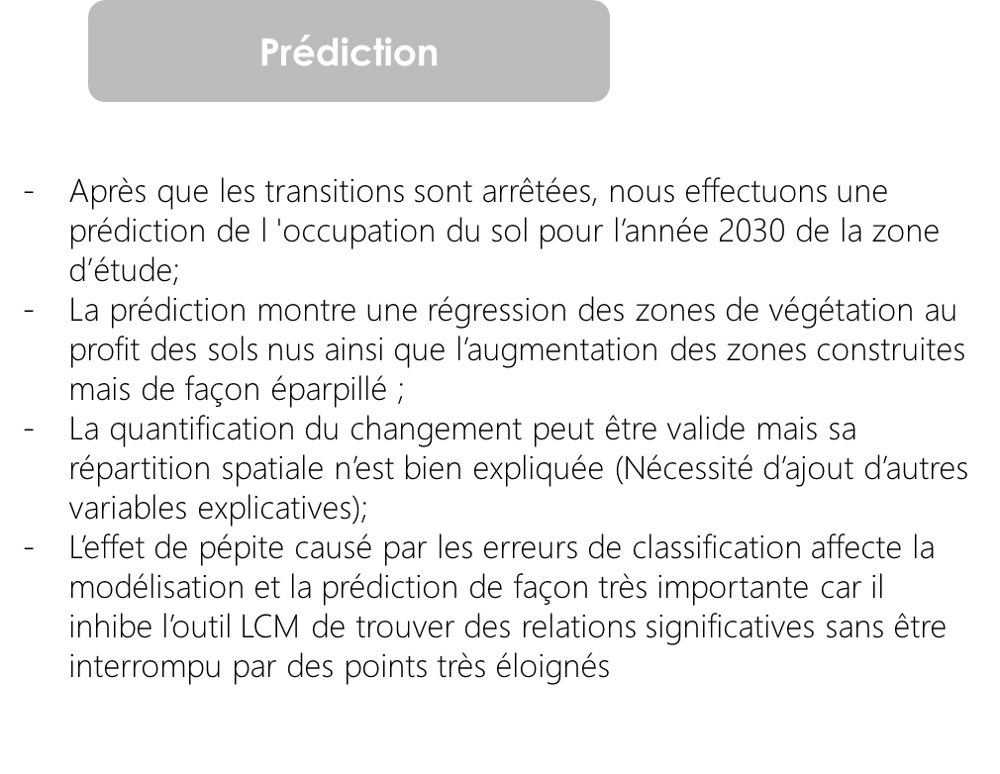 Prédiction
- Après que les transitions sont arrêtées, nous effectuons une
prédiction de l 'occupation du sol pour l’année 2030 de la zone
d’étude;
- La prédiction montre une régression des zones de végétation au
profit des sols nus ainsi que l’augmentation des zones construites
mais de façon éparpillé ;
- La quantification du changement peut être valide mais sa
répartition spatiale n’est bien expliquée (Nécessité d’ajout d’autres
variables explicatives);
- L’effet de pépite causé par les erreurs de classification affecte la
modélisation et la prédiction de façon très importante car il
inhibe l’outil LCM de trouver des relations significatives sans être
interrompu par des points très éloignés